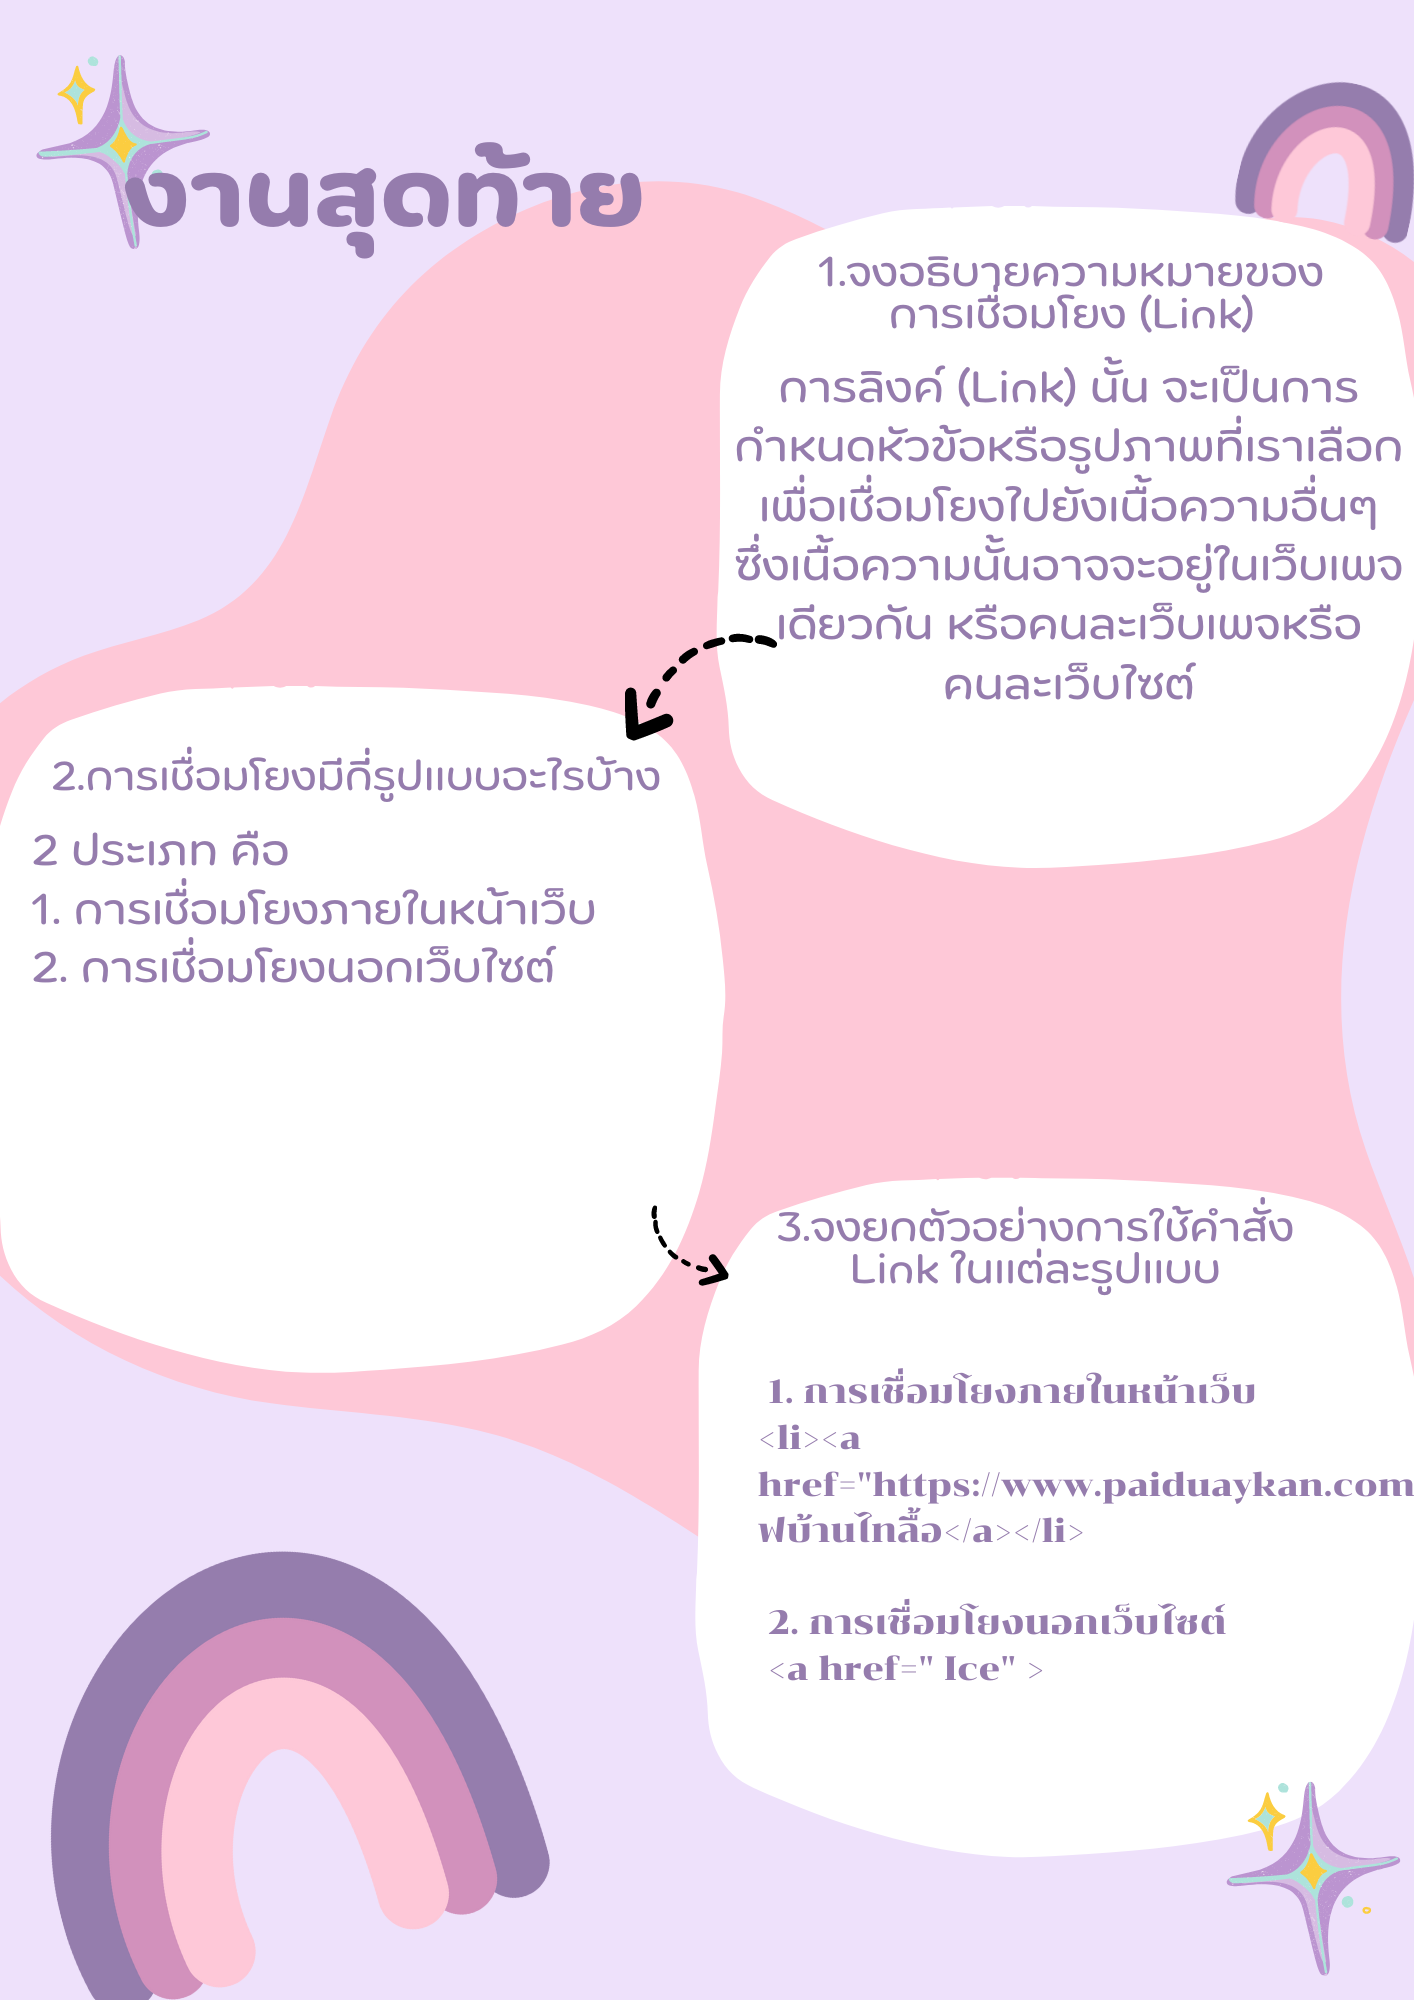 งานสุดท้าย
1.จงอธิบายความหมายของ
การเชื่อมโยง (Link)
การลิงค์ (Link) นั้น จะเป็นการ
กำหนดหัวข้อหรือรูปภาพที่เราเลือก
เพื่อเชื่อมโยงไปยังเนื้อความอื่นๆ
ซึ่งเนื้อความนั้นอาจจะอยู่ในเว็บเพจ
เดียวกัน หรือคนละเว็บเพจหรือ
คนละเว็บไซต์
2.การเชื่อมโยงมีกี่รูปแบบอะไรบ้าง
2 ประเภท คือ
1. การเชื่อมโยงภายในหน้าเว็บ
2. การเชื่อมโยงนอกเว็บไซต์
3.จงยกตัวอย่างการใช้คำสั่ง
Link ในแต่ละรูปแบบ
1. การเชื่อมโยงภายในหน้าเว็บ
<li><a
href="https://www.paiduaykan.com
ฟบ้านไทลื้อ</a></li>
2. การเชื่อมโยงนอกเว็บไซต์
<a href=" Ice" >